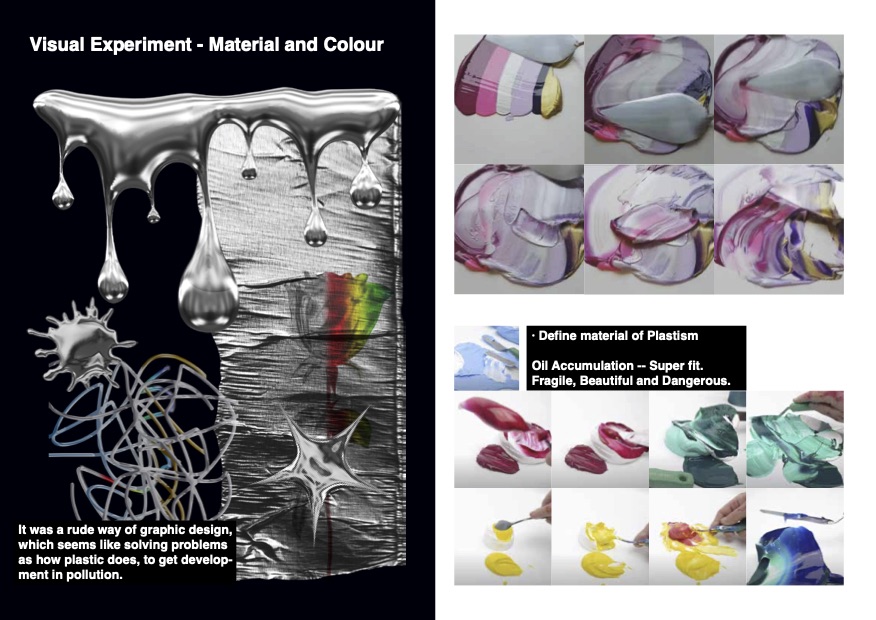 Visual Experiment - Material and Colour
· Define material of Plastism
Oil Accumulation -- Super fit.
Fragile, Beautiful and Dangerous.
It was a rude way of graphic design,
which seems like solving problems
as how plastic does, to get develop-
ment in pollution.